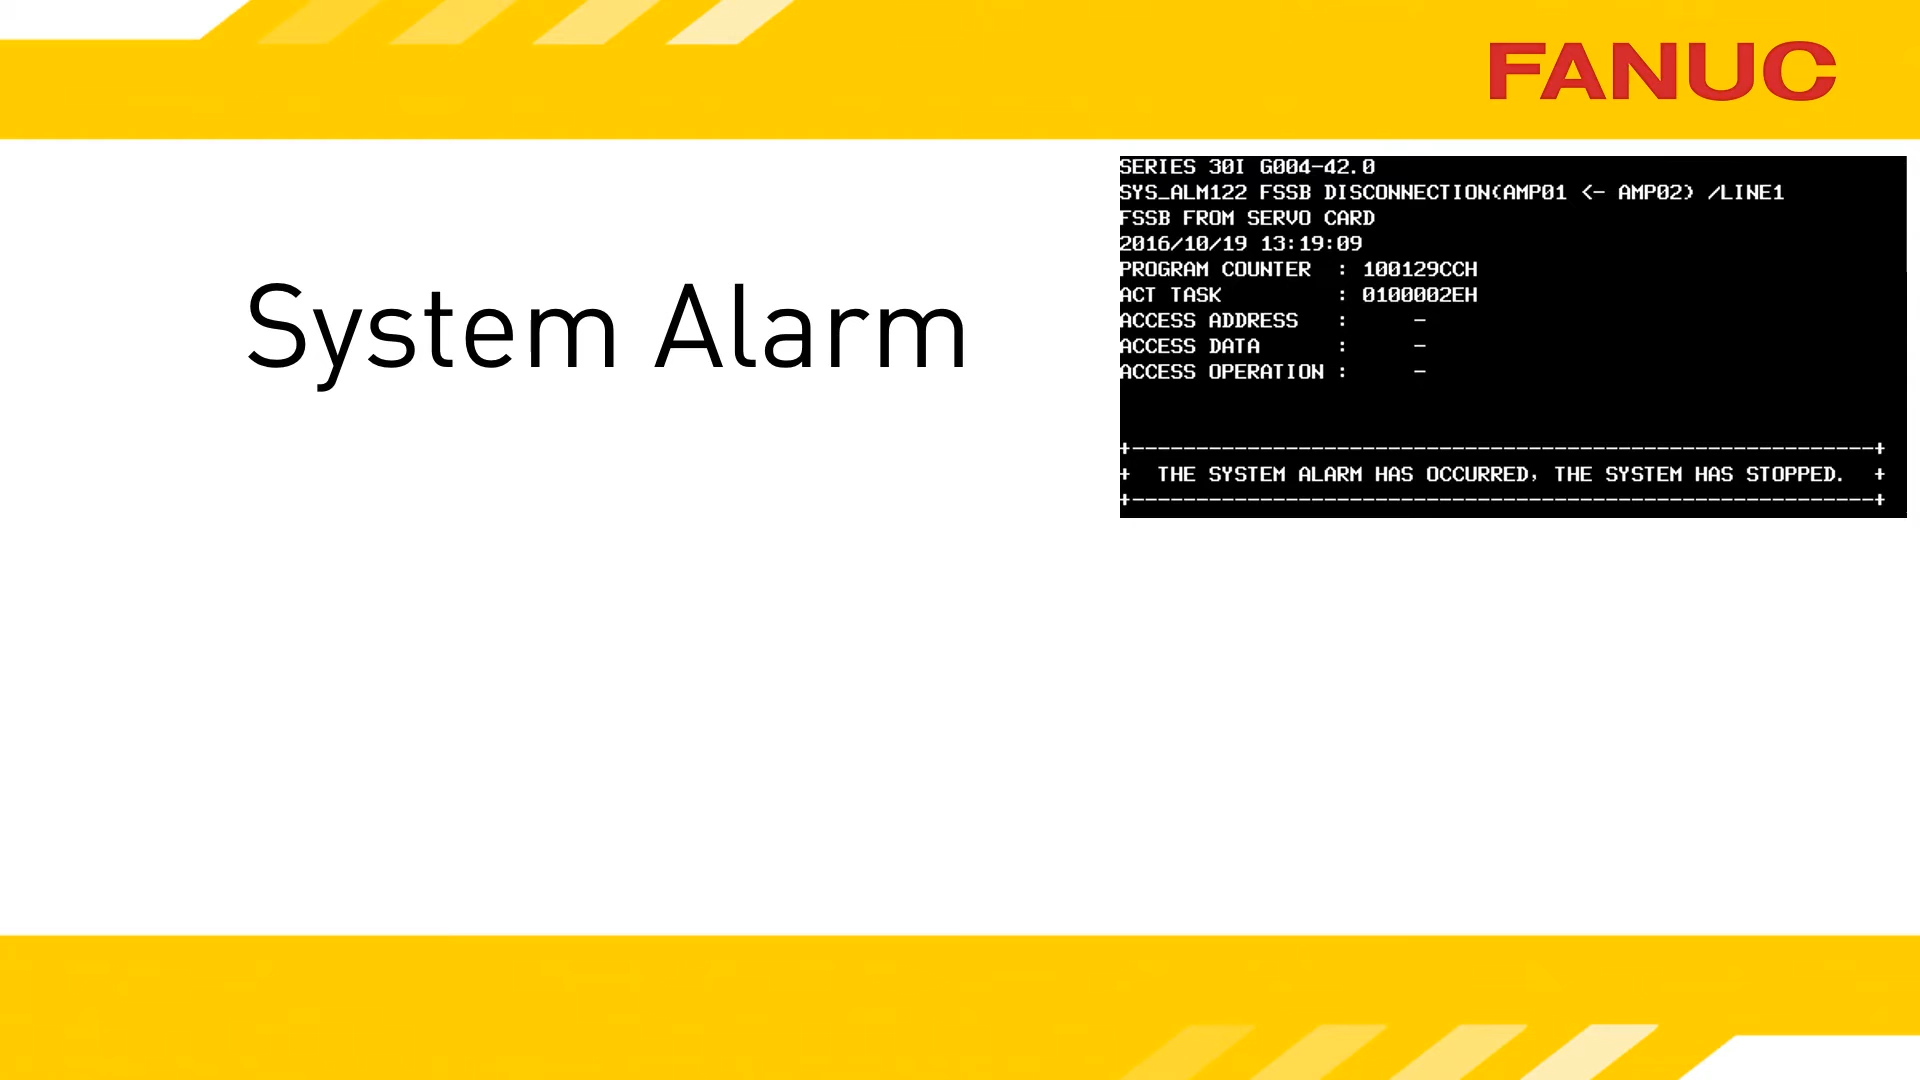 FANUC
System Alarm
SERIES 30I G004-42.0
SYS_ALM122 FSSB DISCONNECTION(AMP01 <- AMP02) /LINE1
FSSB FROM SERVO CARD
2016/10/19 13:19:09
PROGRAM COUNTER : 100129CCH
ACT TASK : 0100002EH
ACCESS ADDRESS : -
ACCESS DATA : -
ACCESS OPERATION : -
+----------------------------------------------------------+
+ THE SYSTEM ALARM HAS OCCURRED, THE SYSTEM HAS STOPPED. +
+----------------------------------------------------------+